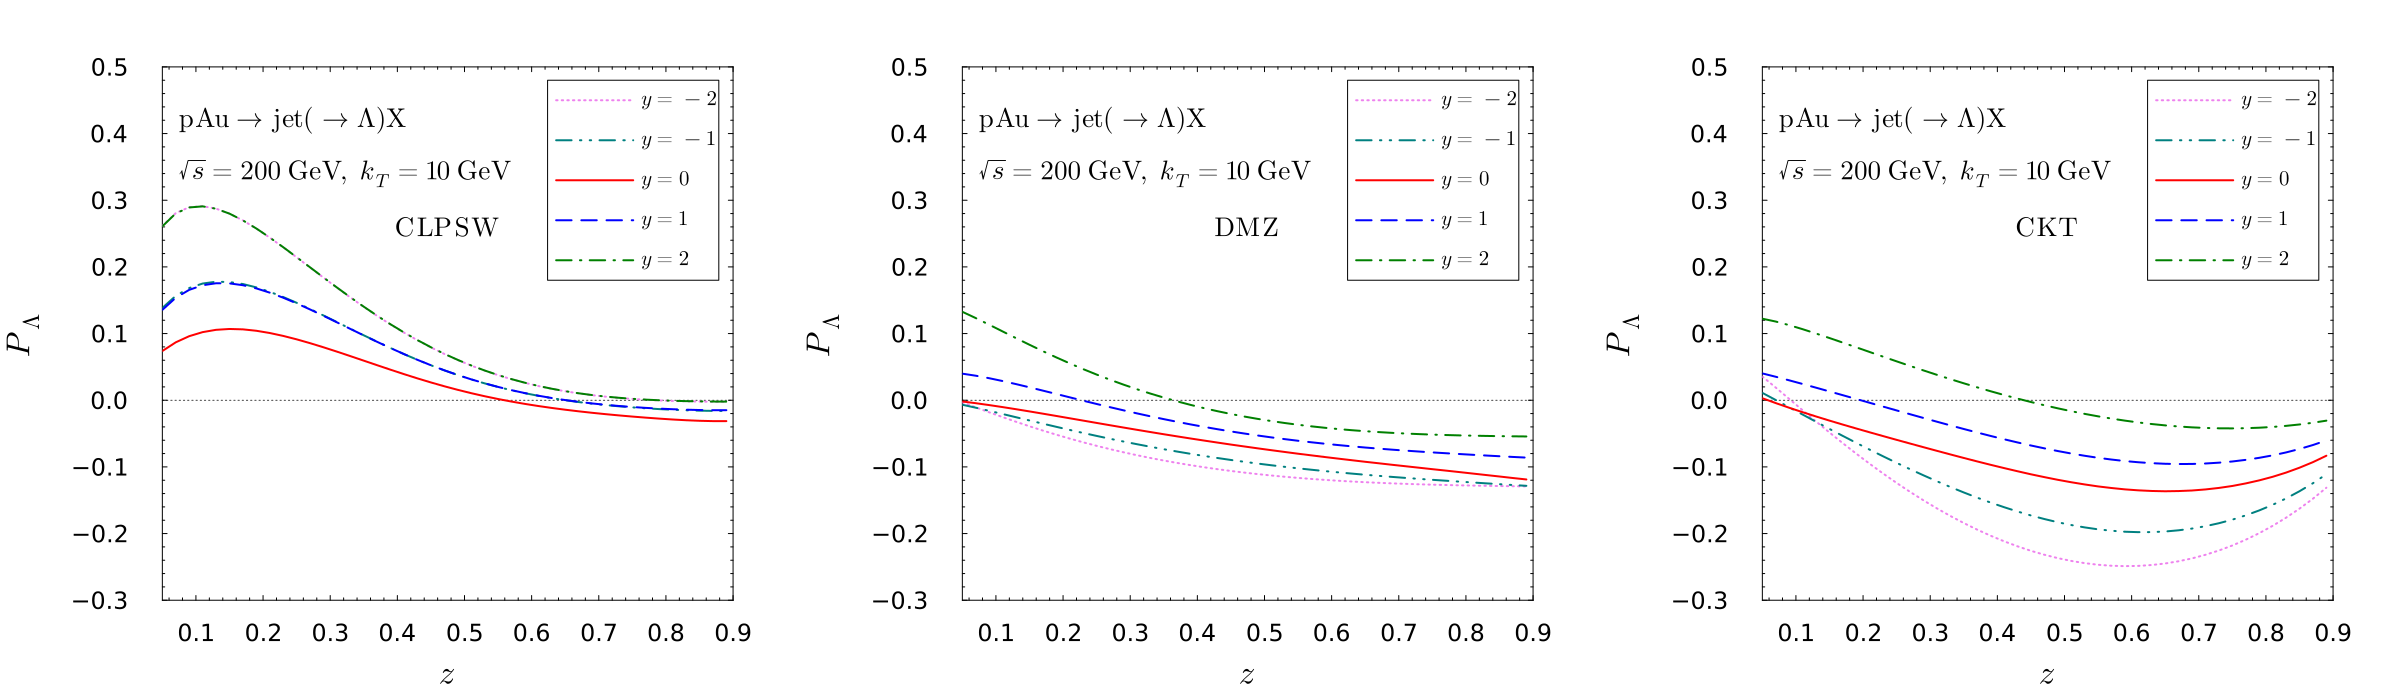 0.5
0.4
0.3
0.2
0.1
0.0
−0.1
−0.2
−0.3
P_Λ
pAu → jet( → Λ)X
√s = 200 GeV, k_T = 10 GeV
CLPSW
y = − 2
y = − 1
y = 0
y = 1
y = 2
0.1 0.2 0.3 0.4 0.5 0.6 0.7 0.8 0.9
z
0.5
0.4
0.3
0.2
0.1
0.0
−0.1
−0.2
−0.3
P_Λ
pAu → jet( → Λ)X
√s = 200 GeV, k_T = 10 GeV
DMZ
y = − 2
y = − 1
y = 0
y = 1
y = 2
0.1 0.2 0.3 0.4 0.5 0.6 0.7 0.8 0.9
z
0.5
0.4
0.3
0.2
0.1
0.0
−0.1
−0.2
−0.3
P_Λ
pAu → jet( → Λ)X
√s = 200 GeV, k_T = 10 GeV
CKT
y = − 2
y = − 1
y = 0
y = 1
y = 2
0.1 0.2 0.3 0.4 0.5 0.6 0.7 0.8 0.9
z